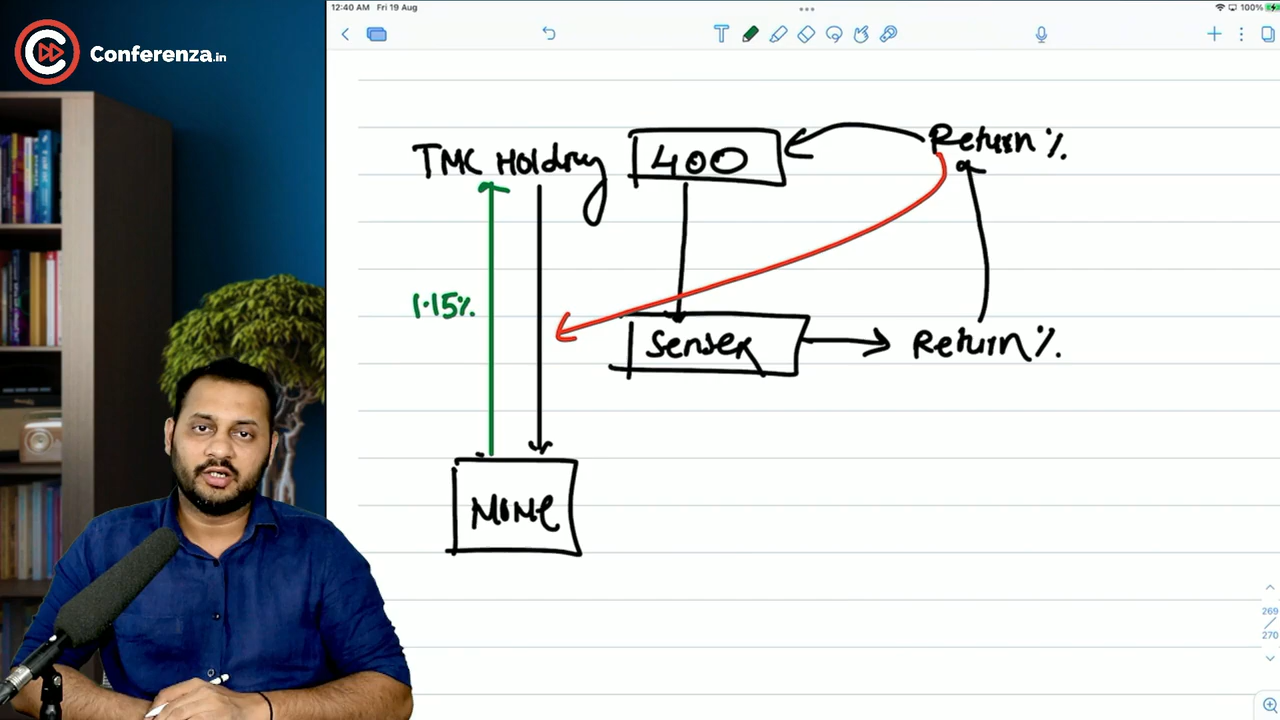 12:40 AM Fri 19 Aug
100%
Conferenza.in
TMC Holding 400 Return %.
1.15%
Sensex Return %.
269
270